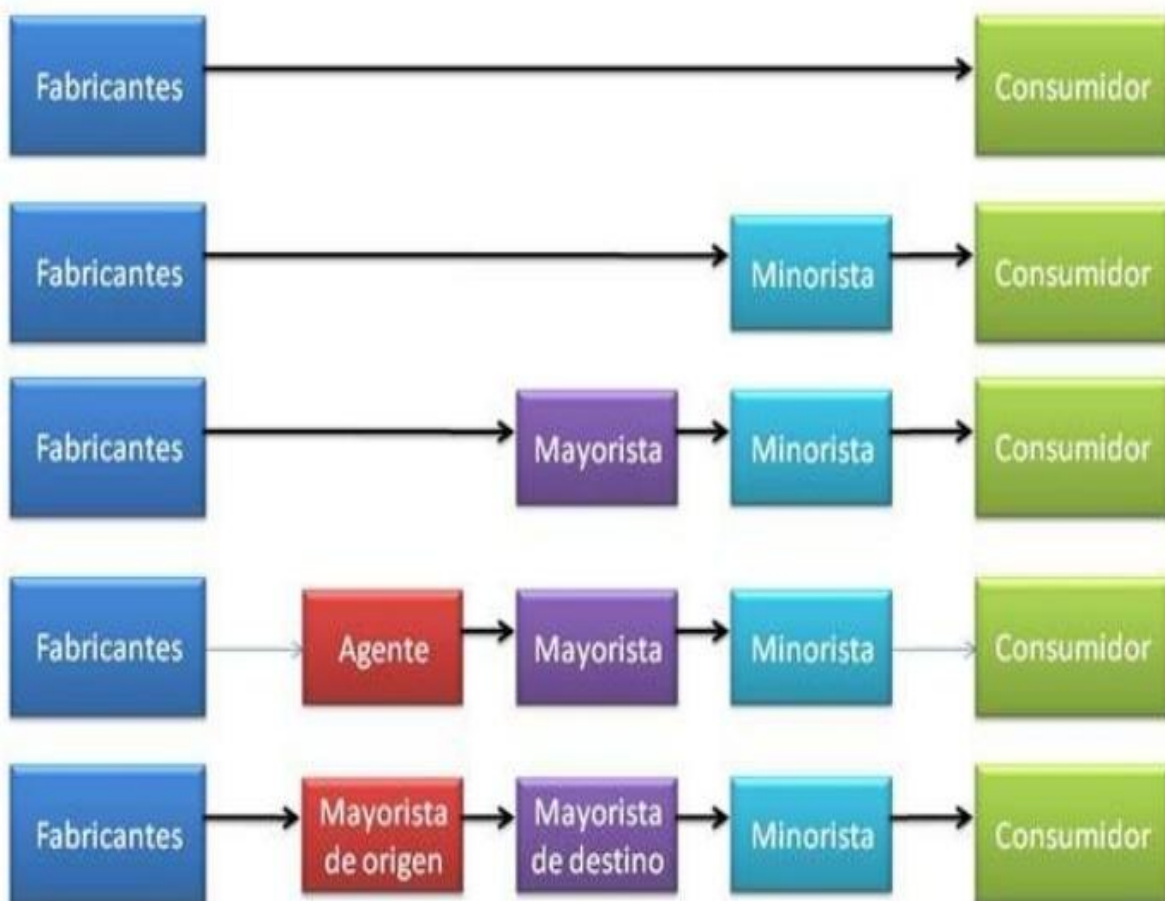 Fabricantes
Consumidor
Fabricantes
Minorista
Consumidor
Fabricantes
Mayorista
Minorista
Consumidor
Fabricantes
Agente
Mayorista
Minorista
Consumidor
Fabricantes
Mayorista
de origen
Mayorista
de destino
Minorista
Consumidor